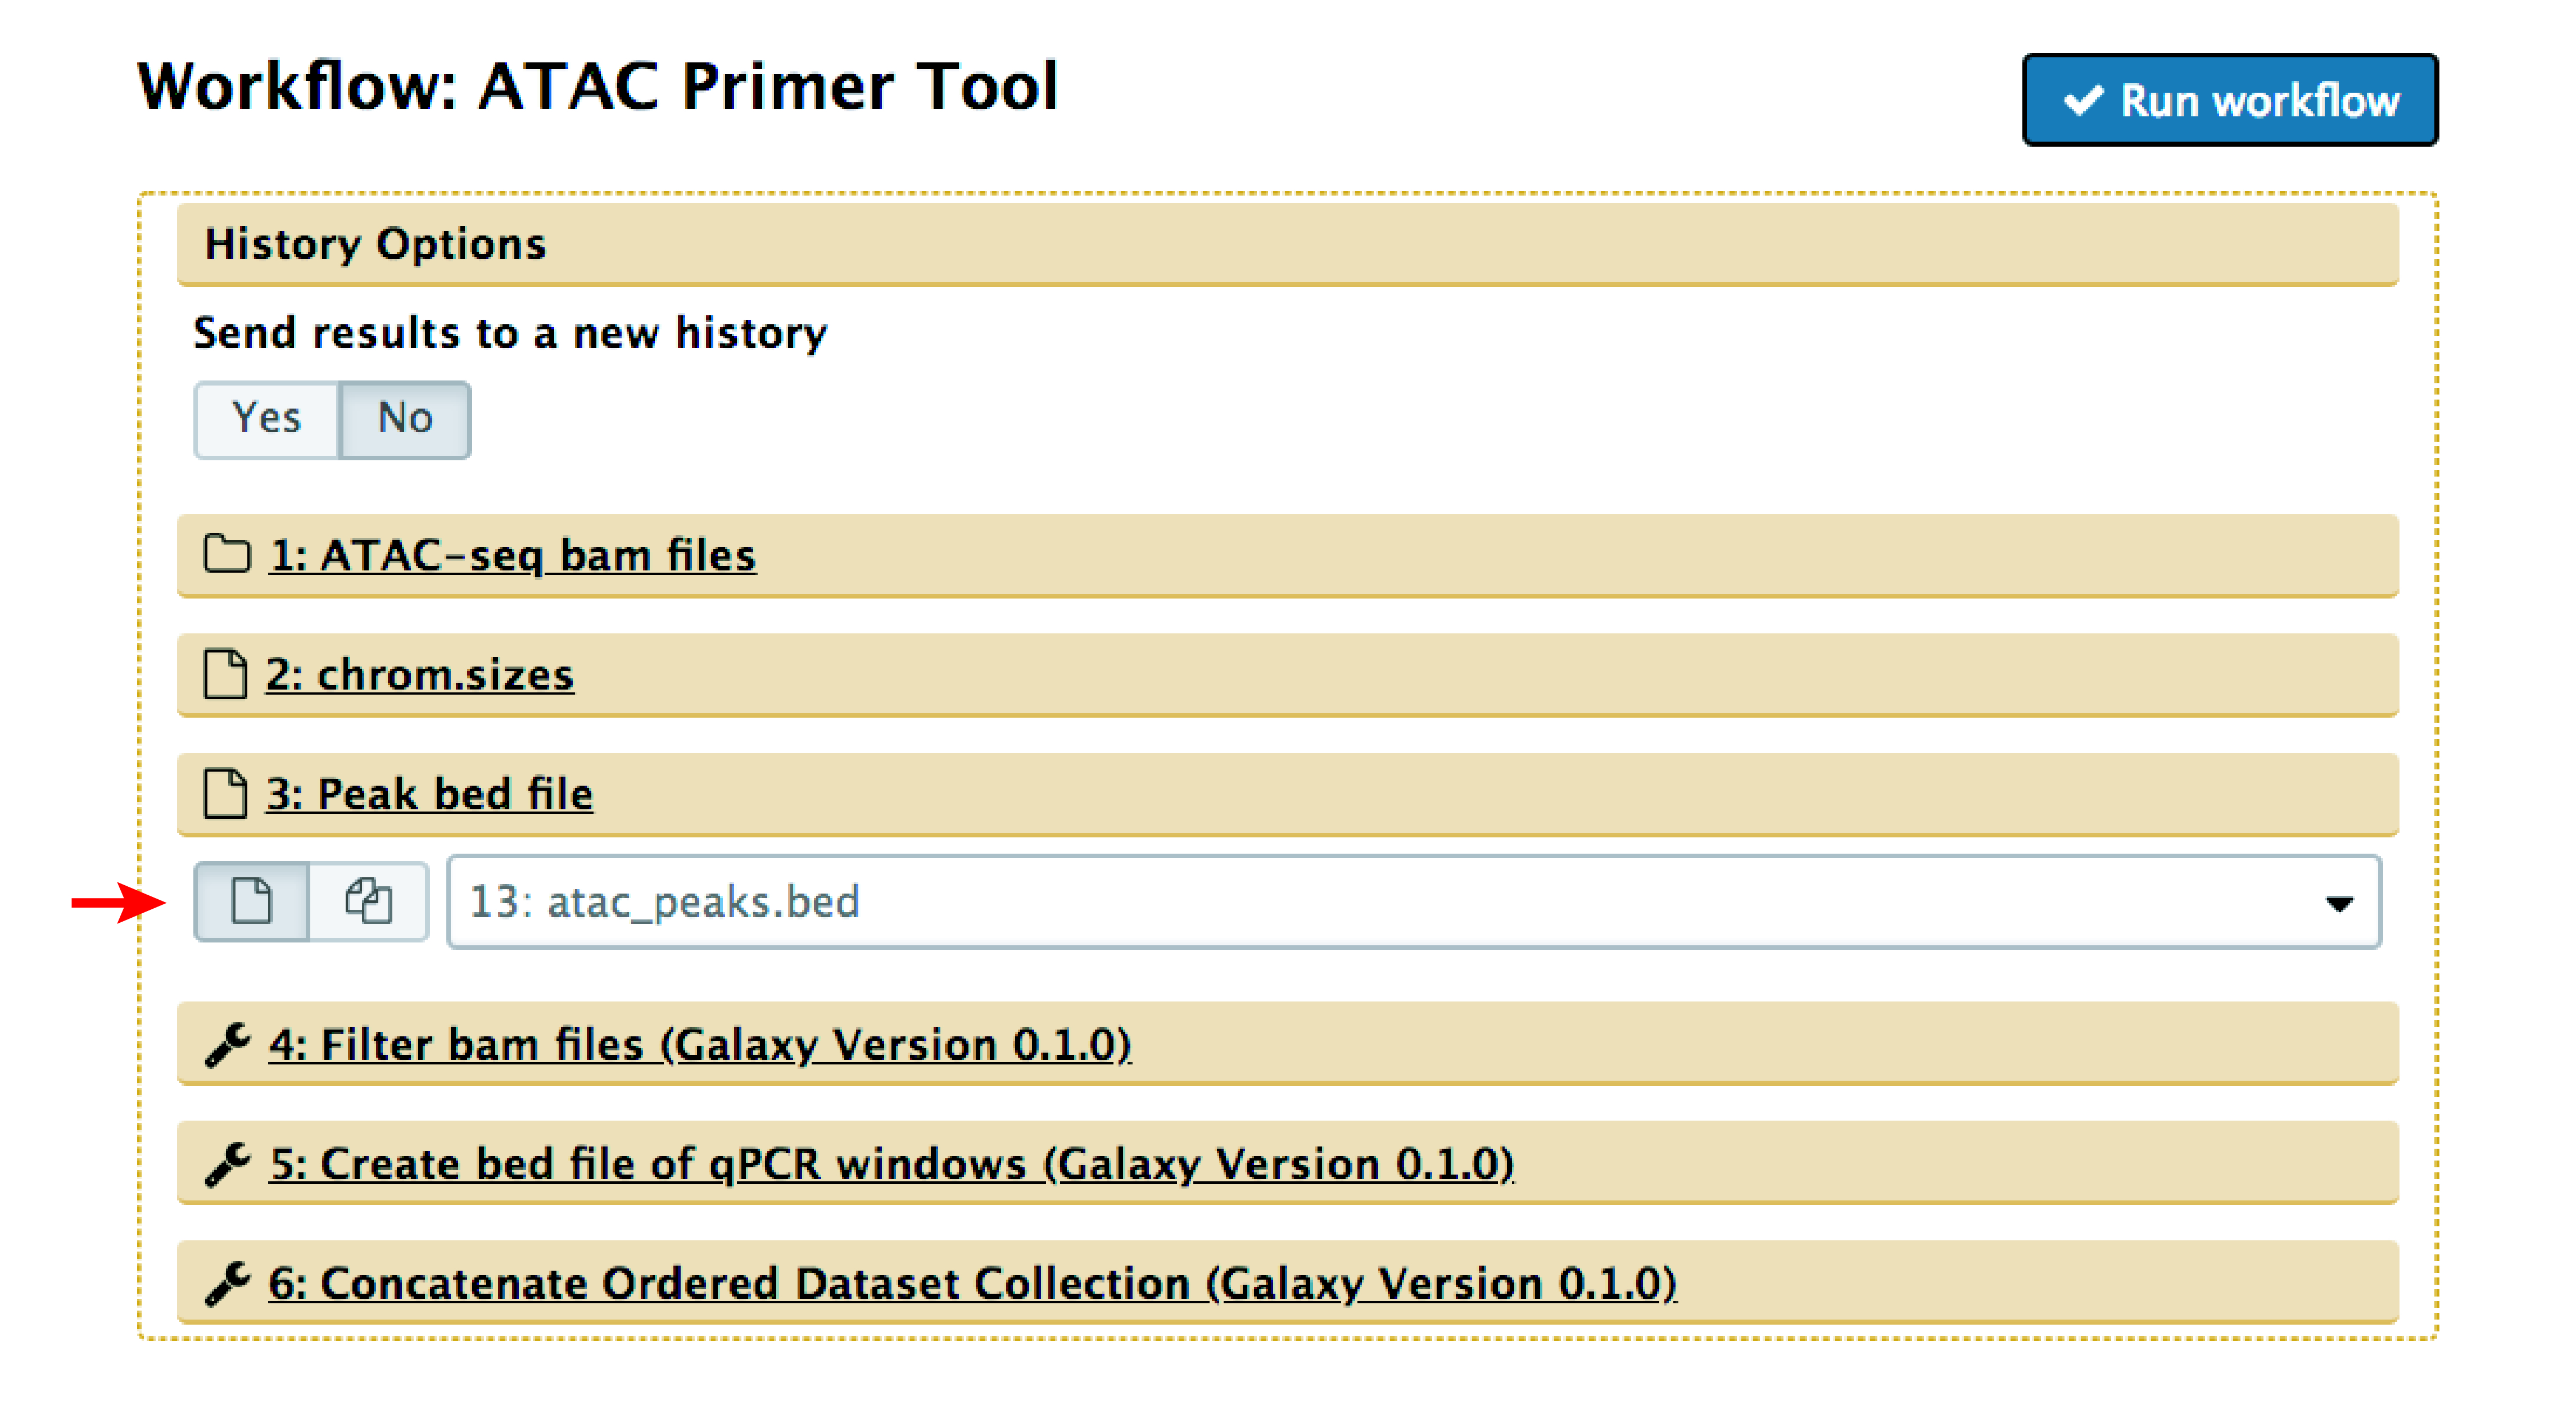 Workflow: ATAC Primer Tool
Run workflow
History Options
Send results to a new history
Yes No
1: ATAC-seq bam files
2: chrom.sizes
3: Peak bed file
13: atac_peaks.bed
4: Filter bam files (Galaxy Version 0.1.0)
5: Create bed file of qPCR windows (Galaxy Version 0.1.0)
6: Concatenate Ordered Dataset Collection (Galaxy Version 0.1.0)